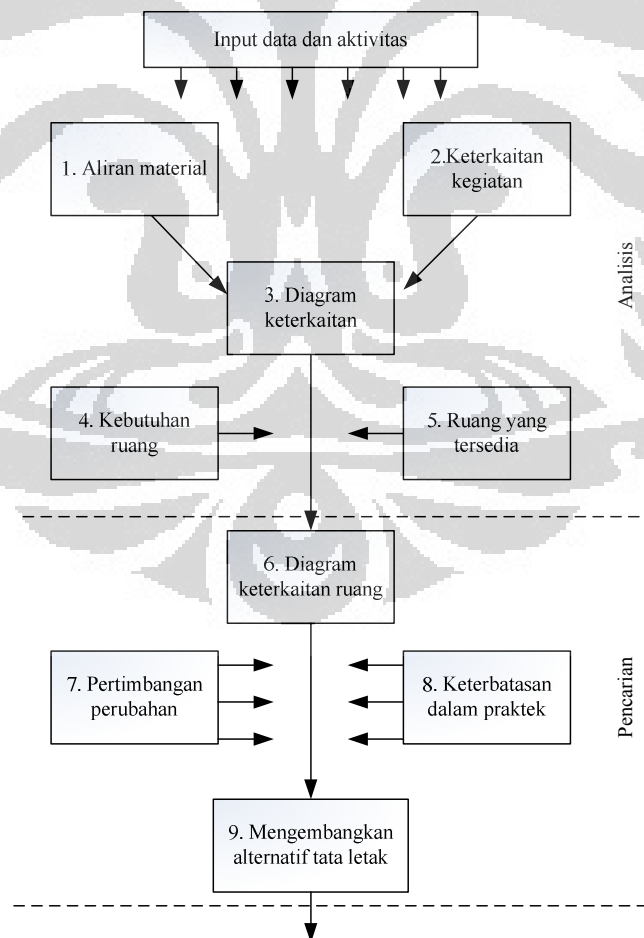 Input data dan aktivitas
1. Aliran material
2.Keterkaitan
kegiatan
3. Diagram
keterkaitan
Analisis
4. Kebutuhan
ruang
5. Ruang yang
tersedia
6. Diagram
keterkaitan ruang
7. Pertimbangan
perubahan
8. Keterbatasan
dalam praktek
Pencarian
9. Mengembangkan
alternatif tata letak